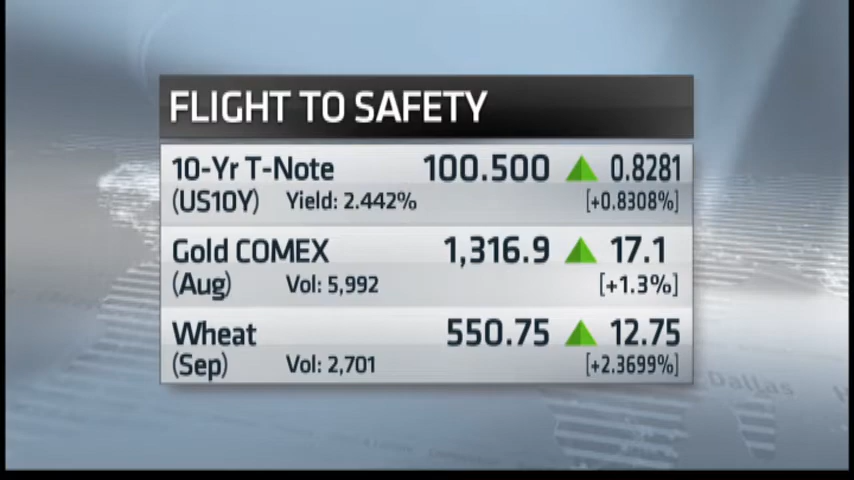 FLIGHT TO SAFETY
10-Yr T-Note 100.500 ▲ 0.8281
(US10Y) Yield: 2.442% [+0.8308%]
Gold COMEX 1,316.9 ▲ 17.1
(Aug) Vol: 5,992 [+1.3%]
Wheat 550.75 ▲ 12.75
(Sep) Vol: 2,701 [+2.3699%]
Dallas